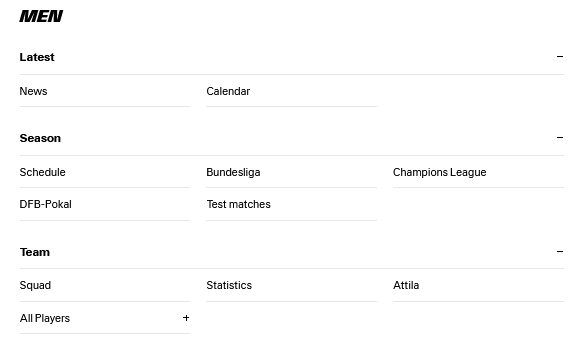 MEN
Latest –
News Calendar
Season –
Schedule Bundesliga Champions League
DFB-Pokal Test matches
Team –
Squad Statistics Attila
All Players +